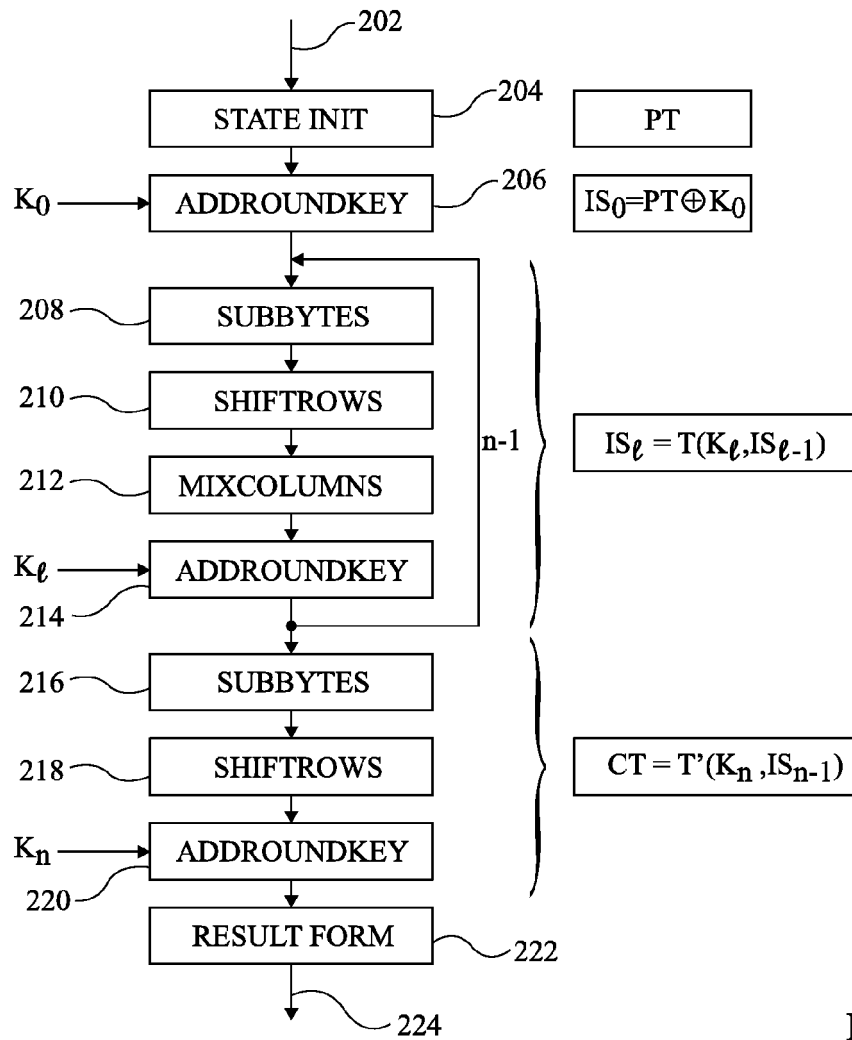 202
STATE INIT
204
PT
K0
ADDROUNDKEY
206
IS0=PT⊕K0
208
SUBBYTES
210
SHIFTROWS
n-1
ISℓ = T(Kℓ,ISℓ-1)
212
MIXCOLUMNS
Kℓ
ADDROUNDKEY
214
216
SUBBYTES
218
SHIFTROWS
CT = T'(Kn ,ISn-1)
Kn
ADDROUNDKEY
220
RESULT FORM
222
224